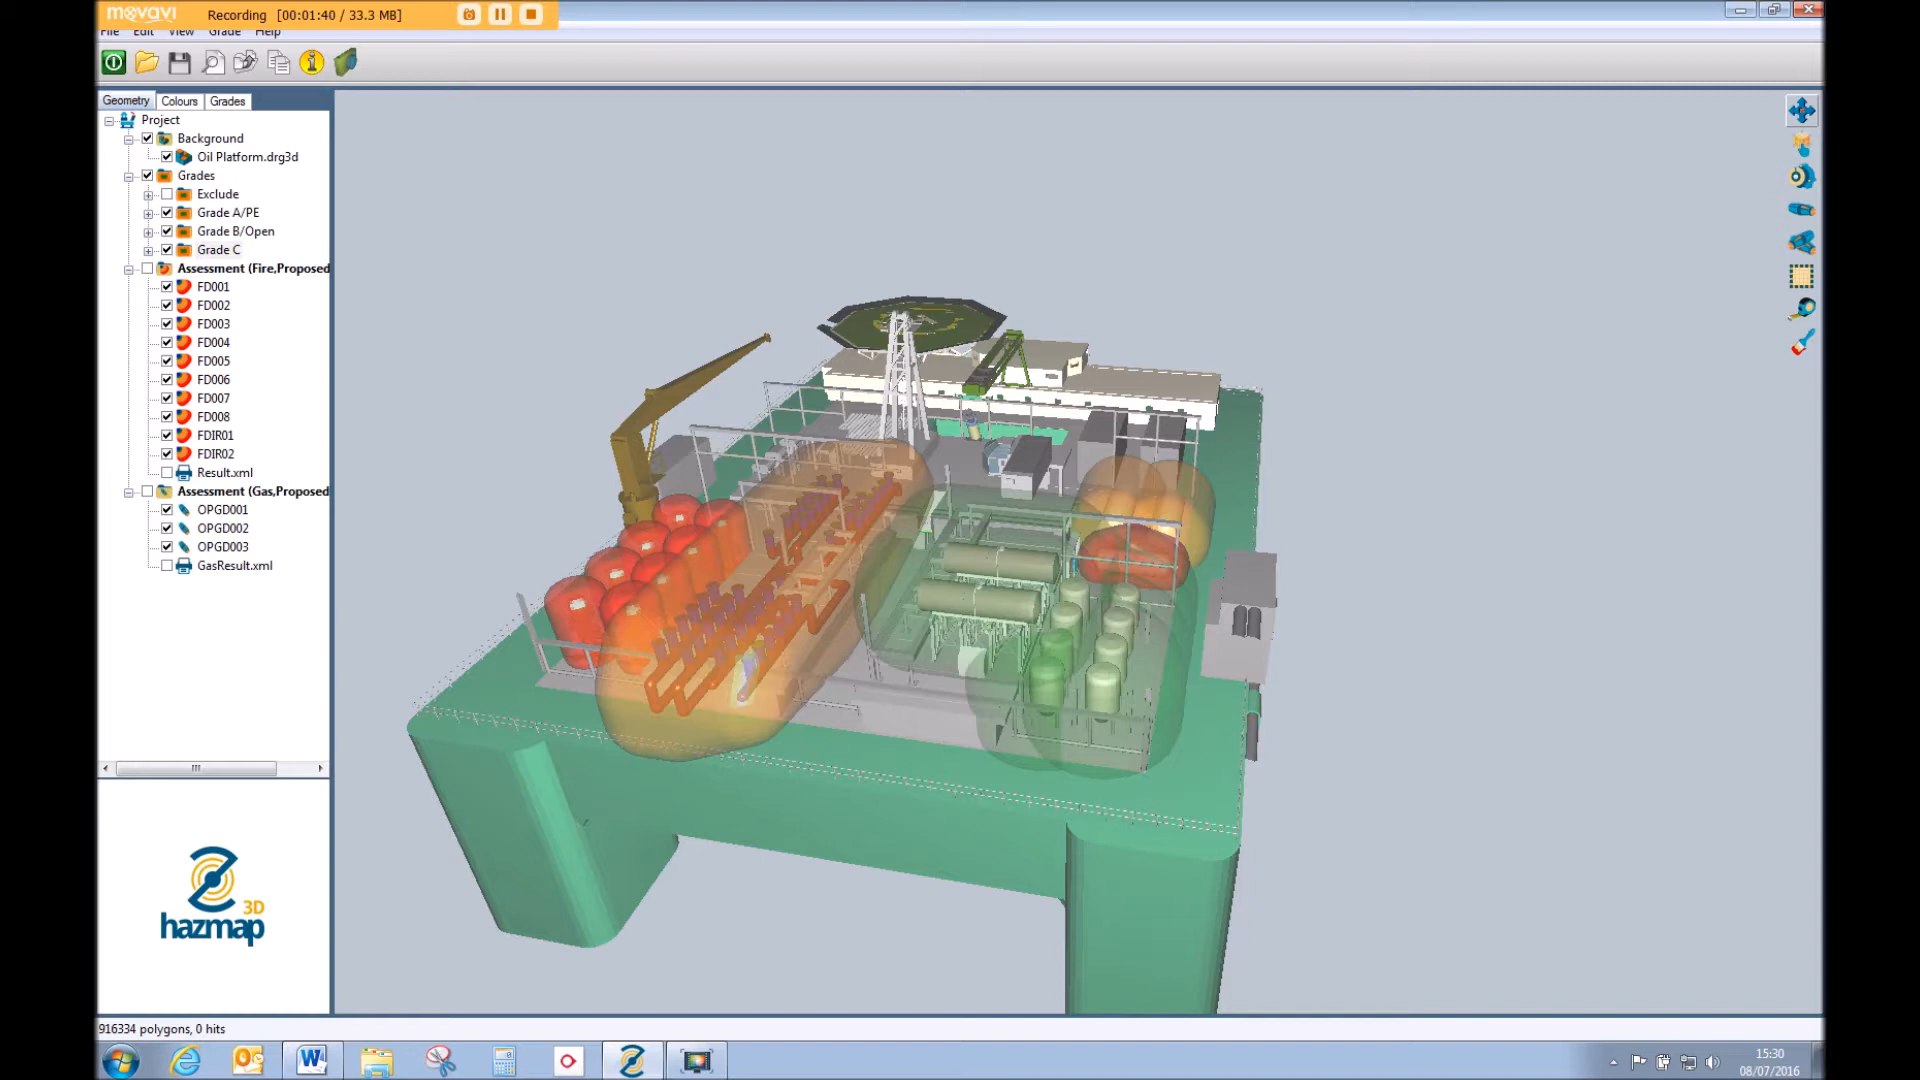 movavi
Recording [00:01:40 / 33.3 MB]
File Edit View Grade Help
Geometry Colours Grades
Project
Background
Oil Platform.drg3d
Grades
Exclude
Grade A/PE
Grade B/Open
Grade C
Assessment (Fire,Proposed
FD001
FD002
FD003
FD004
FD005
FD006
FD007
FD008
FDIR01
FDIR02
Result.xml
Assessment (Gas,Proposed
OPGD001
OPGD002
OPGD003
GasResult.xml
3D
hazmap
916334 polygons, 0 hits
15:30
08/07/2016